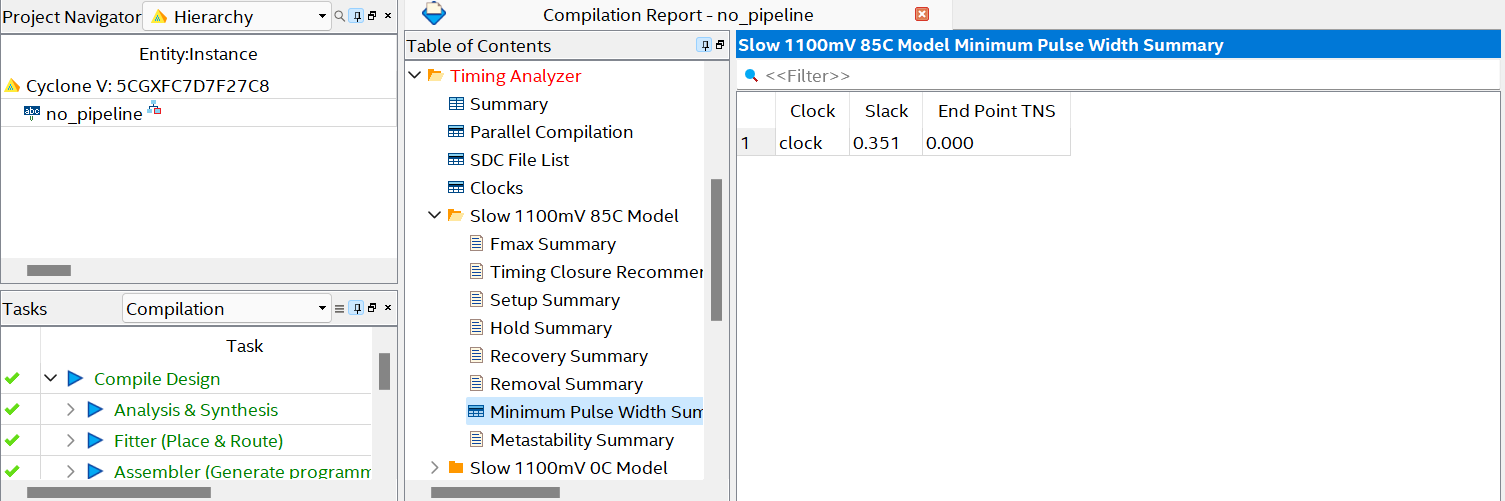 Project Navigator
Hierarchy
Entity:Instance
Cyclone V: 5CGXFC7D7F27C8
abc
no_pipeline
Tasks
Compilation
Task
Compile Design
Analysis & Synthesis
Fitter (Place & Route)
Assembler (Generate programm
Compilation Report - no_pipeline
Table of Contents
Timing Analyzer
Summary
Parallel Compilation
SDC File List
Clocks
Slow 1100mV 85C Model
Fmax Summary
Timing Closure Recommer
Setup Summary
Hold Summary
Recovery Summary
Removal Summary
Minimum Pulse Width Sum
Metastability Summary
Slow 1100mV 0C Model
Slow 1100mV 85C Model Minimum Pulse Width Summary
<<Filter>>
Clock Slack End Point TNS
1 clock 0.351 0.000